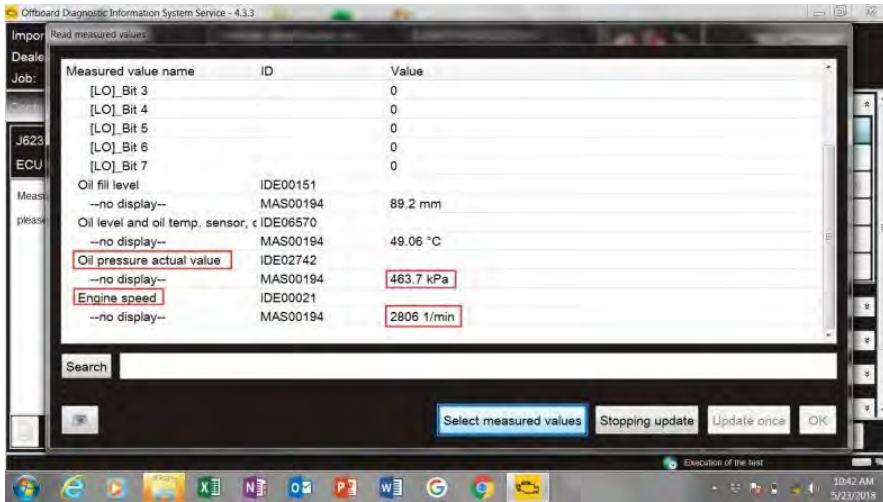 Offboard Diagnostic Information System Service - 4.3.3
Impor
Deale
Job:
Read measured values
J623
ECU
Meas
please
Measured value name ID Value
[LO]_Bit 3 0
[LO]_Bit 4 0
[LO]_Bit 5 0
[LO]_Bit 6 0
[LO]_Bit 7 0
Oil fill level IDE00151
--no display-- MAS00194 89.2 mm
Oil level and oil temp. sensor, c IDE06570
--no display-- MAS00194 49.06 °C
Oil pressure actual value IDE02742
--no display-- MAS00194 463.7 kPa
Engine speed IDE00021
--no display-- MAS00194 2806 1/min
Search
Select measured values Stopping update Update once OK
Execution of the test
10:42 AM
5/23/2018